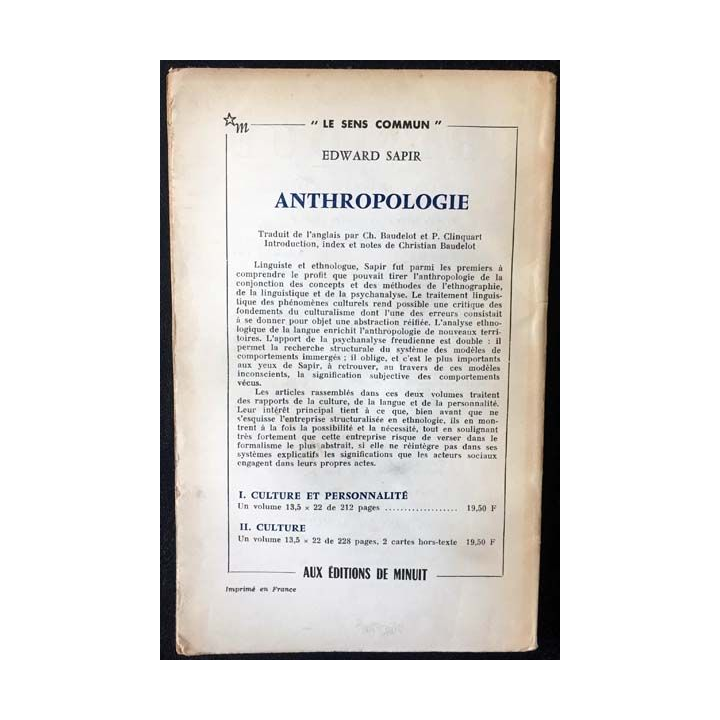 m
" LE SENS COMMUN "
EDWARD SAPIR
ANTHROPOLOGIE
Traduit de l'anglais par Ch. Baudelot et P. Clinquart
Introduction, index et notes de Christian Baudelot
Linguiste et ethnologue, Sapir fut parmi les premiers à
comprendre le profit que pouvait tirer l'anthropologie de la
conjonction des concepts et des méthodes de l'ethnographie,
de la linguistique et de la psychanalyse. Le traitement linguis-
tique des phénomènes culturels rend possible une critique des
fondements du culturalisme dont l'une des erreurs consistait
à se donner pour objet une abstraction réifiée. L'analyse ethno-
logique de la langue enrichit l'anthropologie de nouveaux terri-
toires. L'apport de la psychanalyse freudienne est double : il
permet la recherche structurale du système des modèles de
comportements immergés ; il oblige, et c'est le plus important
aux yeux de Sapir, à retrouver, au travers de ces modèles
inconscients, la signification subjective des comportements
vécus.
Les articles rassemblés dans ces deux volumes traitent
des rapports de la culture, de la langue et de la personnalité.
Leur intérêt principal tient à ce que, bien avant que ne
s'esquisse l'entreprise structuraliste en ethnologie, ils en mon-
trent à la fois la possibilité et la nécessité, tout en soulignant
très fortement que cette entreprise risque de verser dans le
formalisme le plus abstrait, si elle ne réintègre pas dans ses
systèmes explicatifs les significations que les acteurs sociaux
engagent dans leurs propres actes.
I. CULTURE ET PERSONNALITÉ
Un volume 13,5 × 22 de 212 pages ................... 19,50 F
II. CULTURE
Un volume 13,5 × 22 de 228 pages, 2 cartes hors-texte 19,50 F
AUX ÉDITIONS DE MINUIT
Imprimé en France